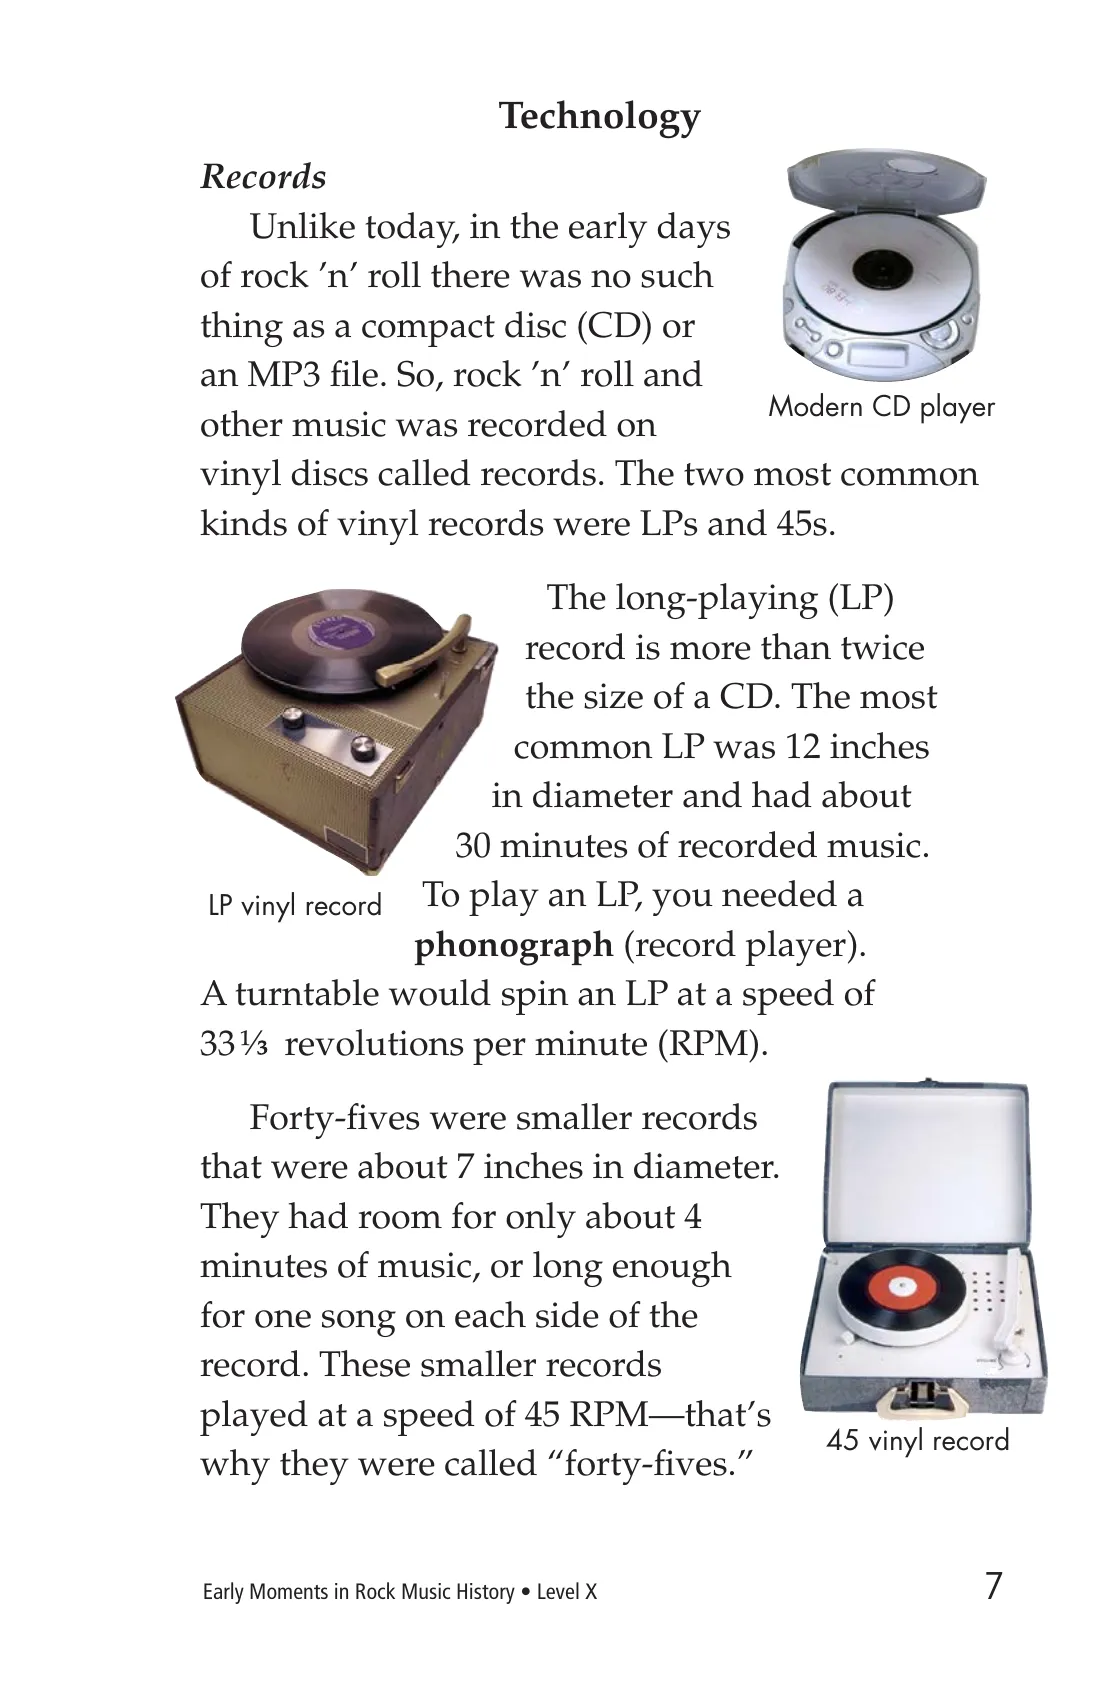 Technology
Records
Unlike today, in the early days
of rock ’n’ roll there was no such
thing as a compact disc (CD) or
an MP3 file. So, rock ’n’ roll and
other music was recorded on
vinyl discs called records. The two most common
kinds of vinyl records were LPs and 45s.
Modern CD player
The long-playing (LP)
record is more than twice
the size of a CD. The most
common LP was 12 inches
in diameter and had about
30 minutes of recorded music.
To play an LP, you needed a
phonograph (record player).
A turntable would spin an LP at a speed of
33⅓ revolutions per minute (RPM).
LP vinyl record
Forty-fives were smaller records
that were about 7 inches in diameter.
They had room for only about 4
minutes of music, or long enough
for one song on each side of the
record. These smaller records
played at a speed of 45 RPM—that’s
why they were called “forty-fives.”
45 vinyl record
Early Moments in Rock Music History • Level X
7